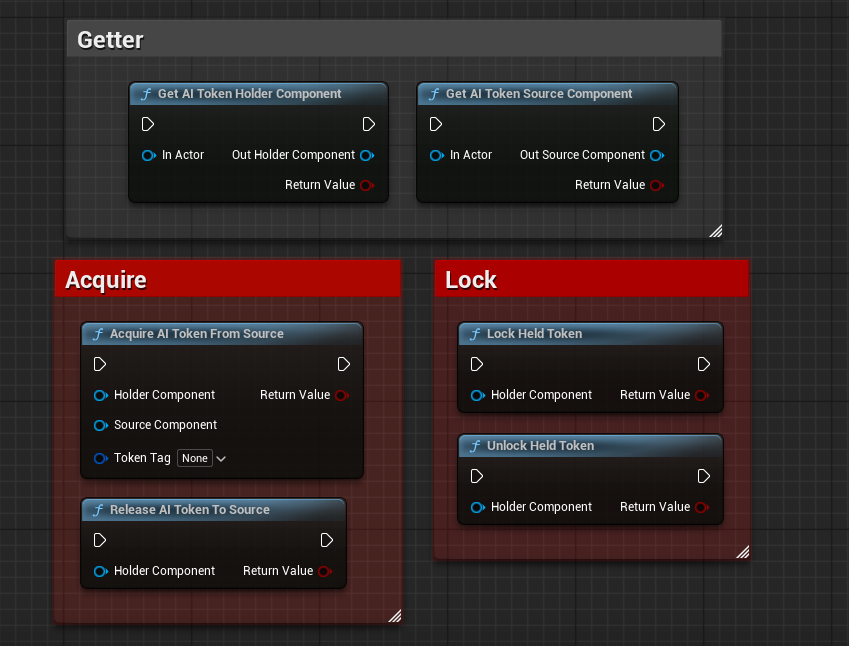 Getter
Get AI Token Holder Component
Get AI Token Source Component
In Actor
Out Holder Component
In Actor
Out Source Component
Return Value
Return Value
Acquire
Acquire AI Token From Source
Holder Component
Return Value
Source Component
Token Tag
None
Release AI Token To Source
Holder Component
Return Value
Lock
Lock Held Token
Holder Component
Return Value
Unlock Held Token
Holder Component
Return Value